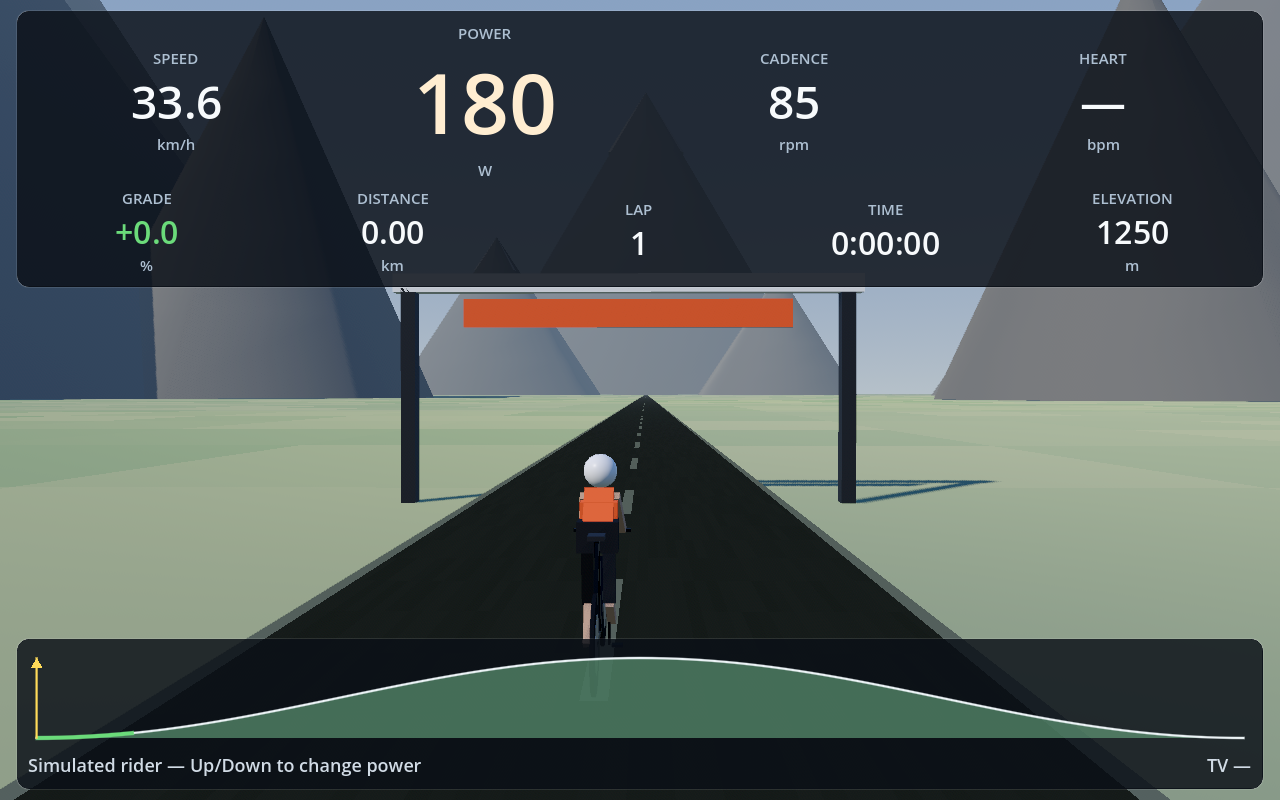 SPEED
33.6
km/h
POWER
180
W
CADENCE
85
rpm
HEART
—
bpm
GRADE
+0.0
%
DISTANCE
0.00
km
LAP
1
TIME
0:00:00
ELEVATION
1250
m
Simulated rider — Up/Down to change power
TV —